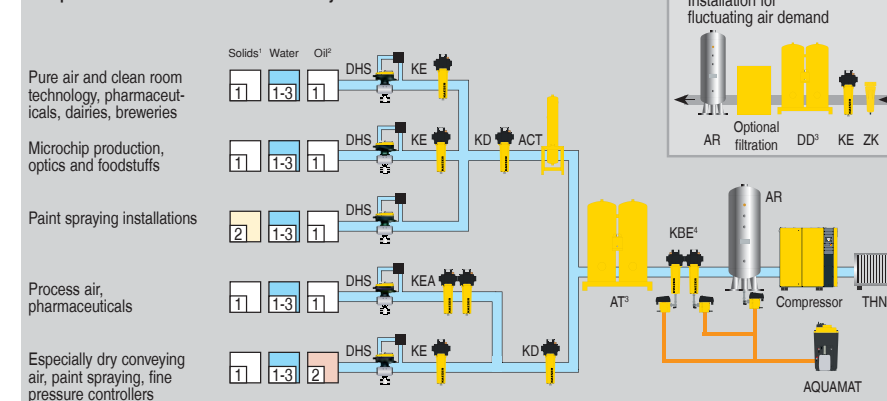 Installation for
fluctuating air demand
AR
Optional
filtration
DD³
KE
ZK
Solids¹ Water Oil²
Pure air and clean room
technology, pharmaceut-
icals, dairies, breweries
1 1-3 1
DHS KE
Microchip production,
optics and foodstuffs
1 1-3 1
DHS KE KD ACT
Paint spraying installations
2 1-3 1
DHS
Process air,
pharmaceuticals
1 1-3 1
DHS KEA
Especially dry conveying
air, paint spraying, fine
pressure controllers
1 1-3 2
DHS KE KD
AT³
KBE⁴
AR
Compressor
THN
AQUAMAT